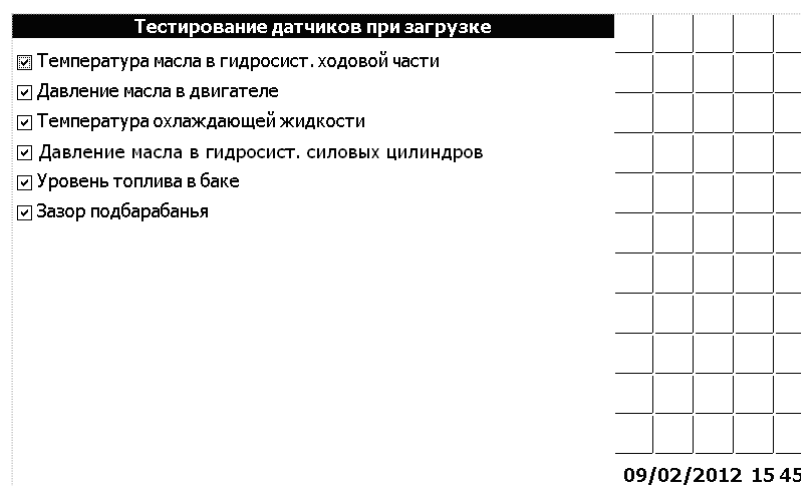 Тестирование датчиков при загрузке
Температура масла в гидросист. ходовой части
Давление масла в двигателе
Температура охлаждающей жидкости
Давление масла в гидросист. силовых цилиндров
Уровень топлива в баке
Зазор подбарабанья
09/02/2012 15 45